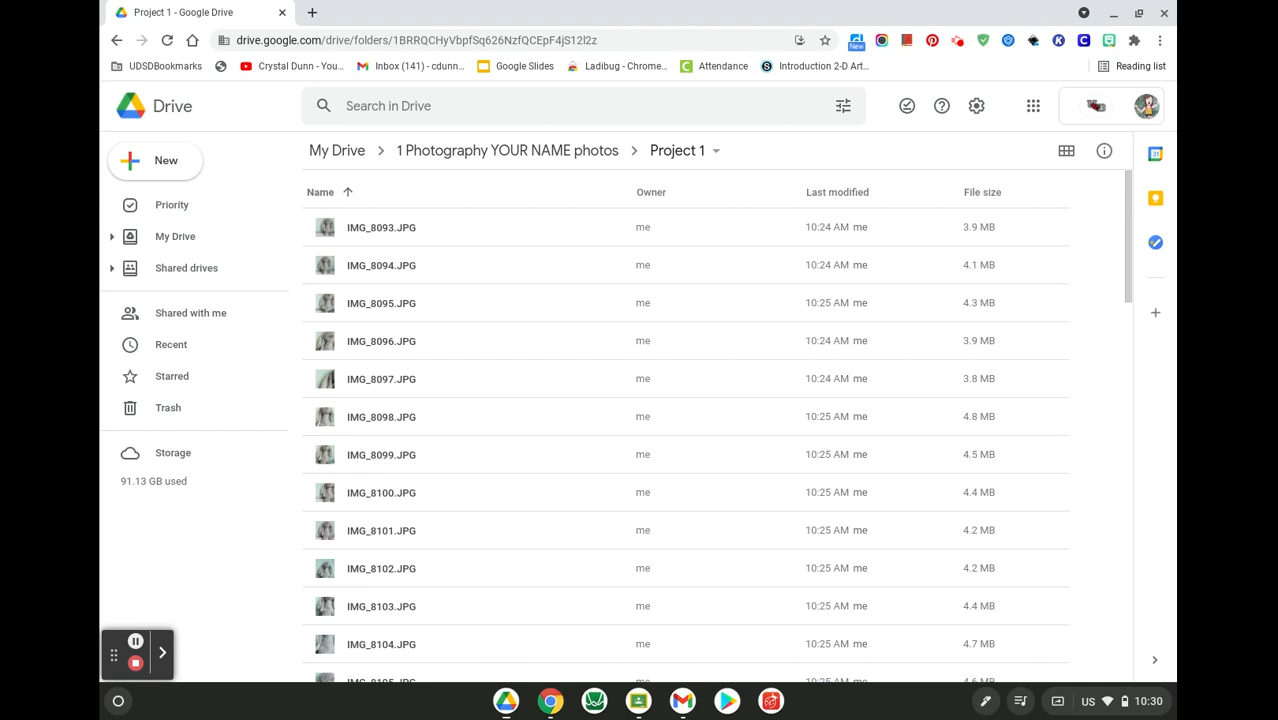 Project 1 - Google Drive
drive.google.com/drive/folders/1BRRQCHyVbpfSq626NzfQCEpF4jS12l2z
New
UDSDBookmarks
Crystal Dunn - You...
Inbox (141) - cdunn...
Google Slides
Ladibug - Chrome...
Attendance
Introduction 2-D Art...
Reading list
Drive
Search in Drive
New
My Drive
1 Photography YOUR NAME photos
Project 1
Priority
My Drive
Shared drives
Shared with me
Recent
Starred
Trash
Storage
91.13 GB used
Name Owner Last modified File size
IMG_8093.JPG me 10:24 AM me 3.9 MB
IMG_8094.JPG me 10:24 AM me 4.1 MB
IMG_8095.JPG me 10:25 AM me 4.3 MB
IMG_8096.JPG me 10:24 AM me 3.9 MB
IMG_8097.JPG me 10:24 AM me 3.8 MB
IMG_8098.JPG me 10:25 AM me 4.8 MB
IMG_8099.JPG me 10:25 AM me 4.5 MB
IMG_8100.JPG me 10:25 AM me 4.4 MB
IMG_8101.JPG me 10:25 AM me 4.2 MB
IMG_8102.JPG me 10:25 AM me 4.2 MB
IMG_8103.JPG me 10:25 AM me 4.4 MB
IMG_8104.JPG me 10:25 AM me 4.7 MB
US 10:30